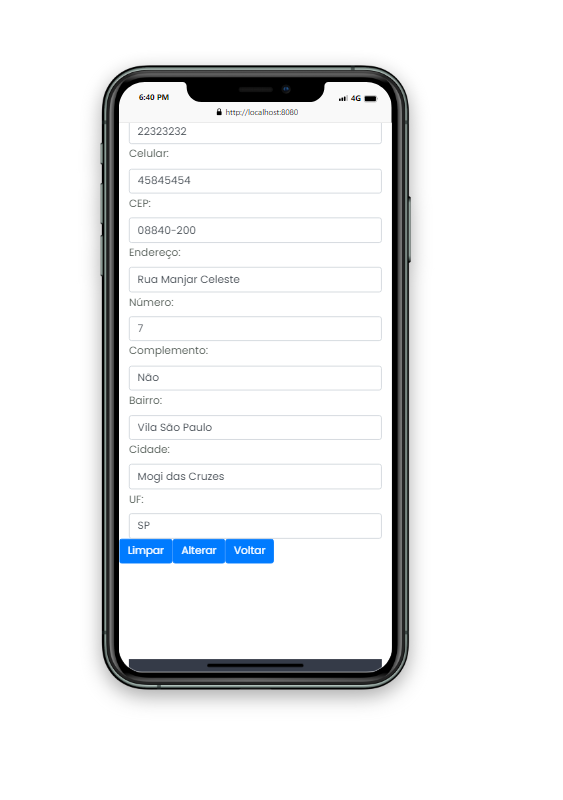 6:40 PM
4G
http://localhost:8080
22323232
Celular:
45845454
CEP:
08840-200
Endereço:
Rua Manjar Celeste
Número:
7
Complemento:
Não
Bairro:
Vila São Paulo
Cidade:
Mogi das Cruzes
UF:
SP
Limpar Alterar Voltar